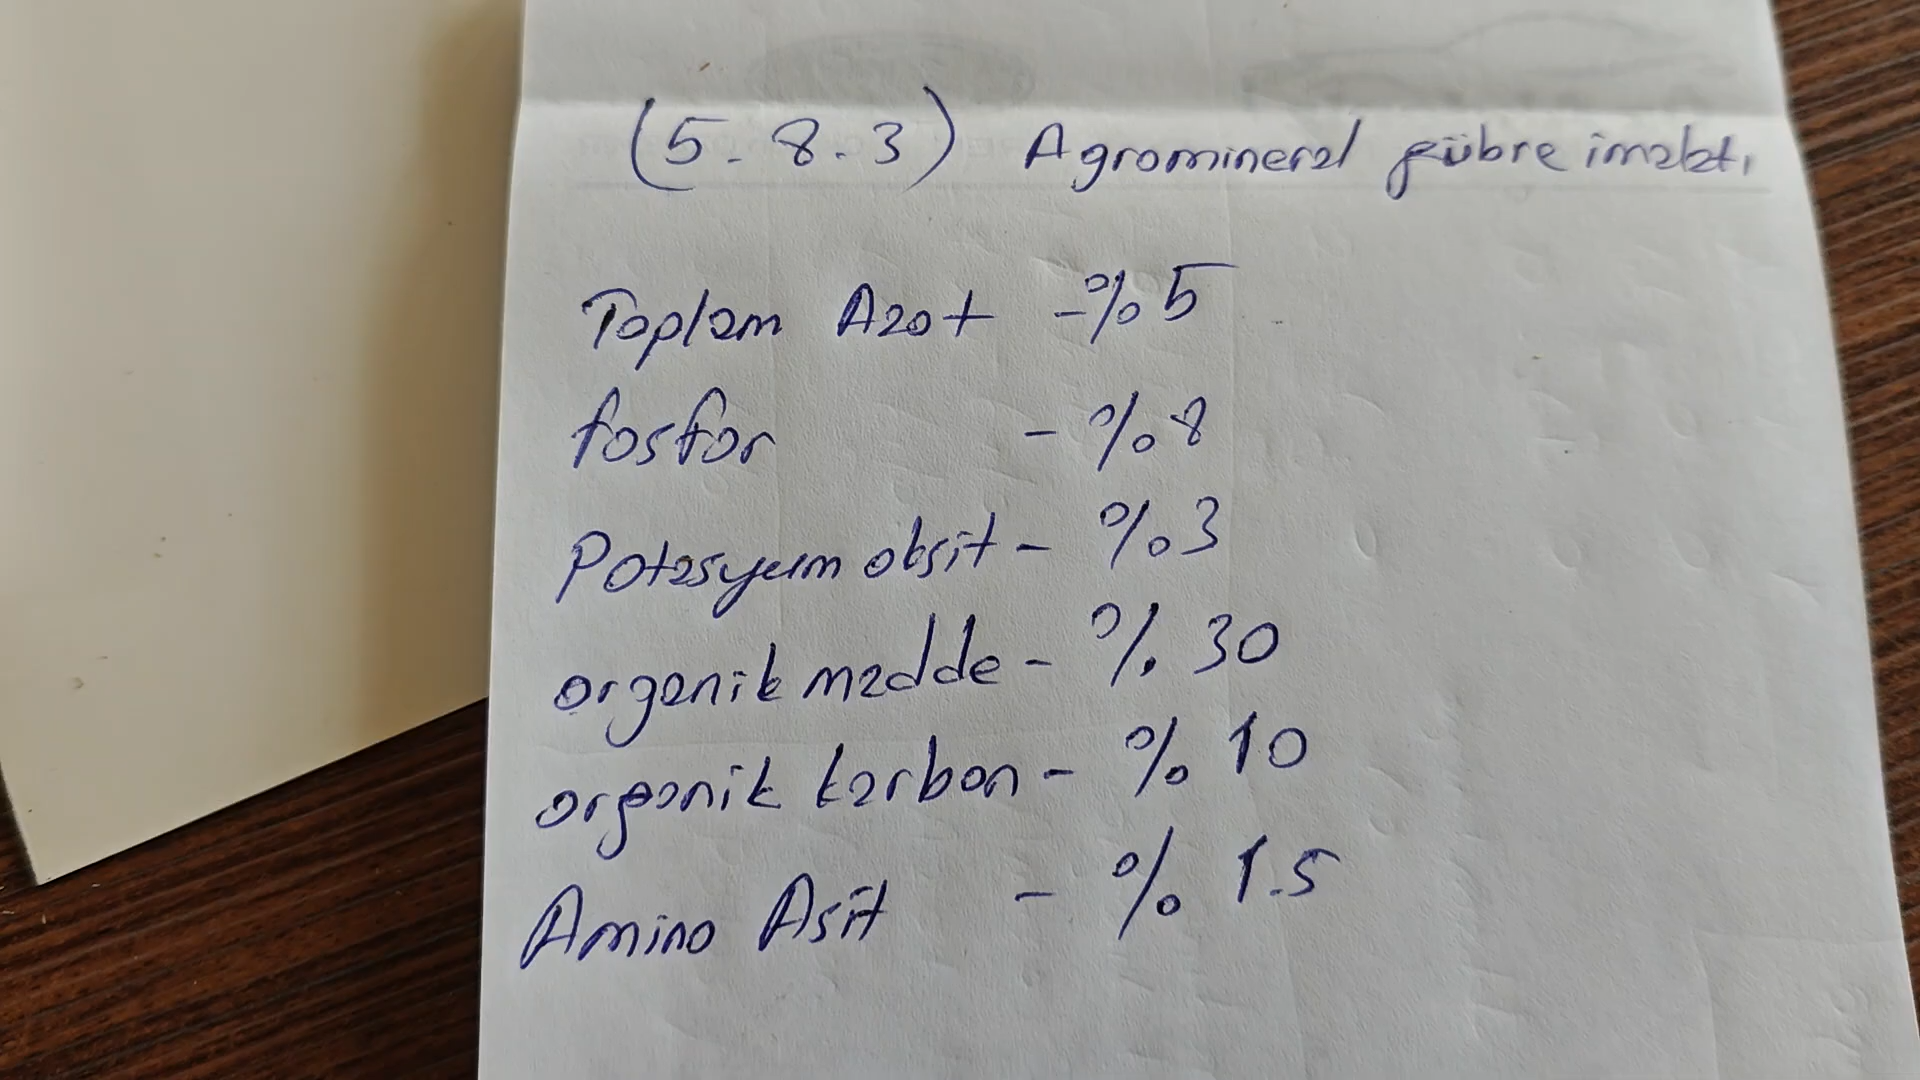 (5.8.3) Agromineral gübre imalatı
Toplam Azot -%5
fosfor - %8
Potasyum oksit - %3
organik madde - %30
organik karbon - %10
Amino Asit - %1.5